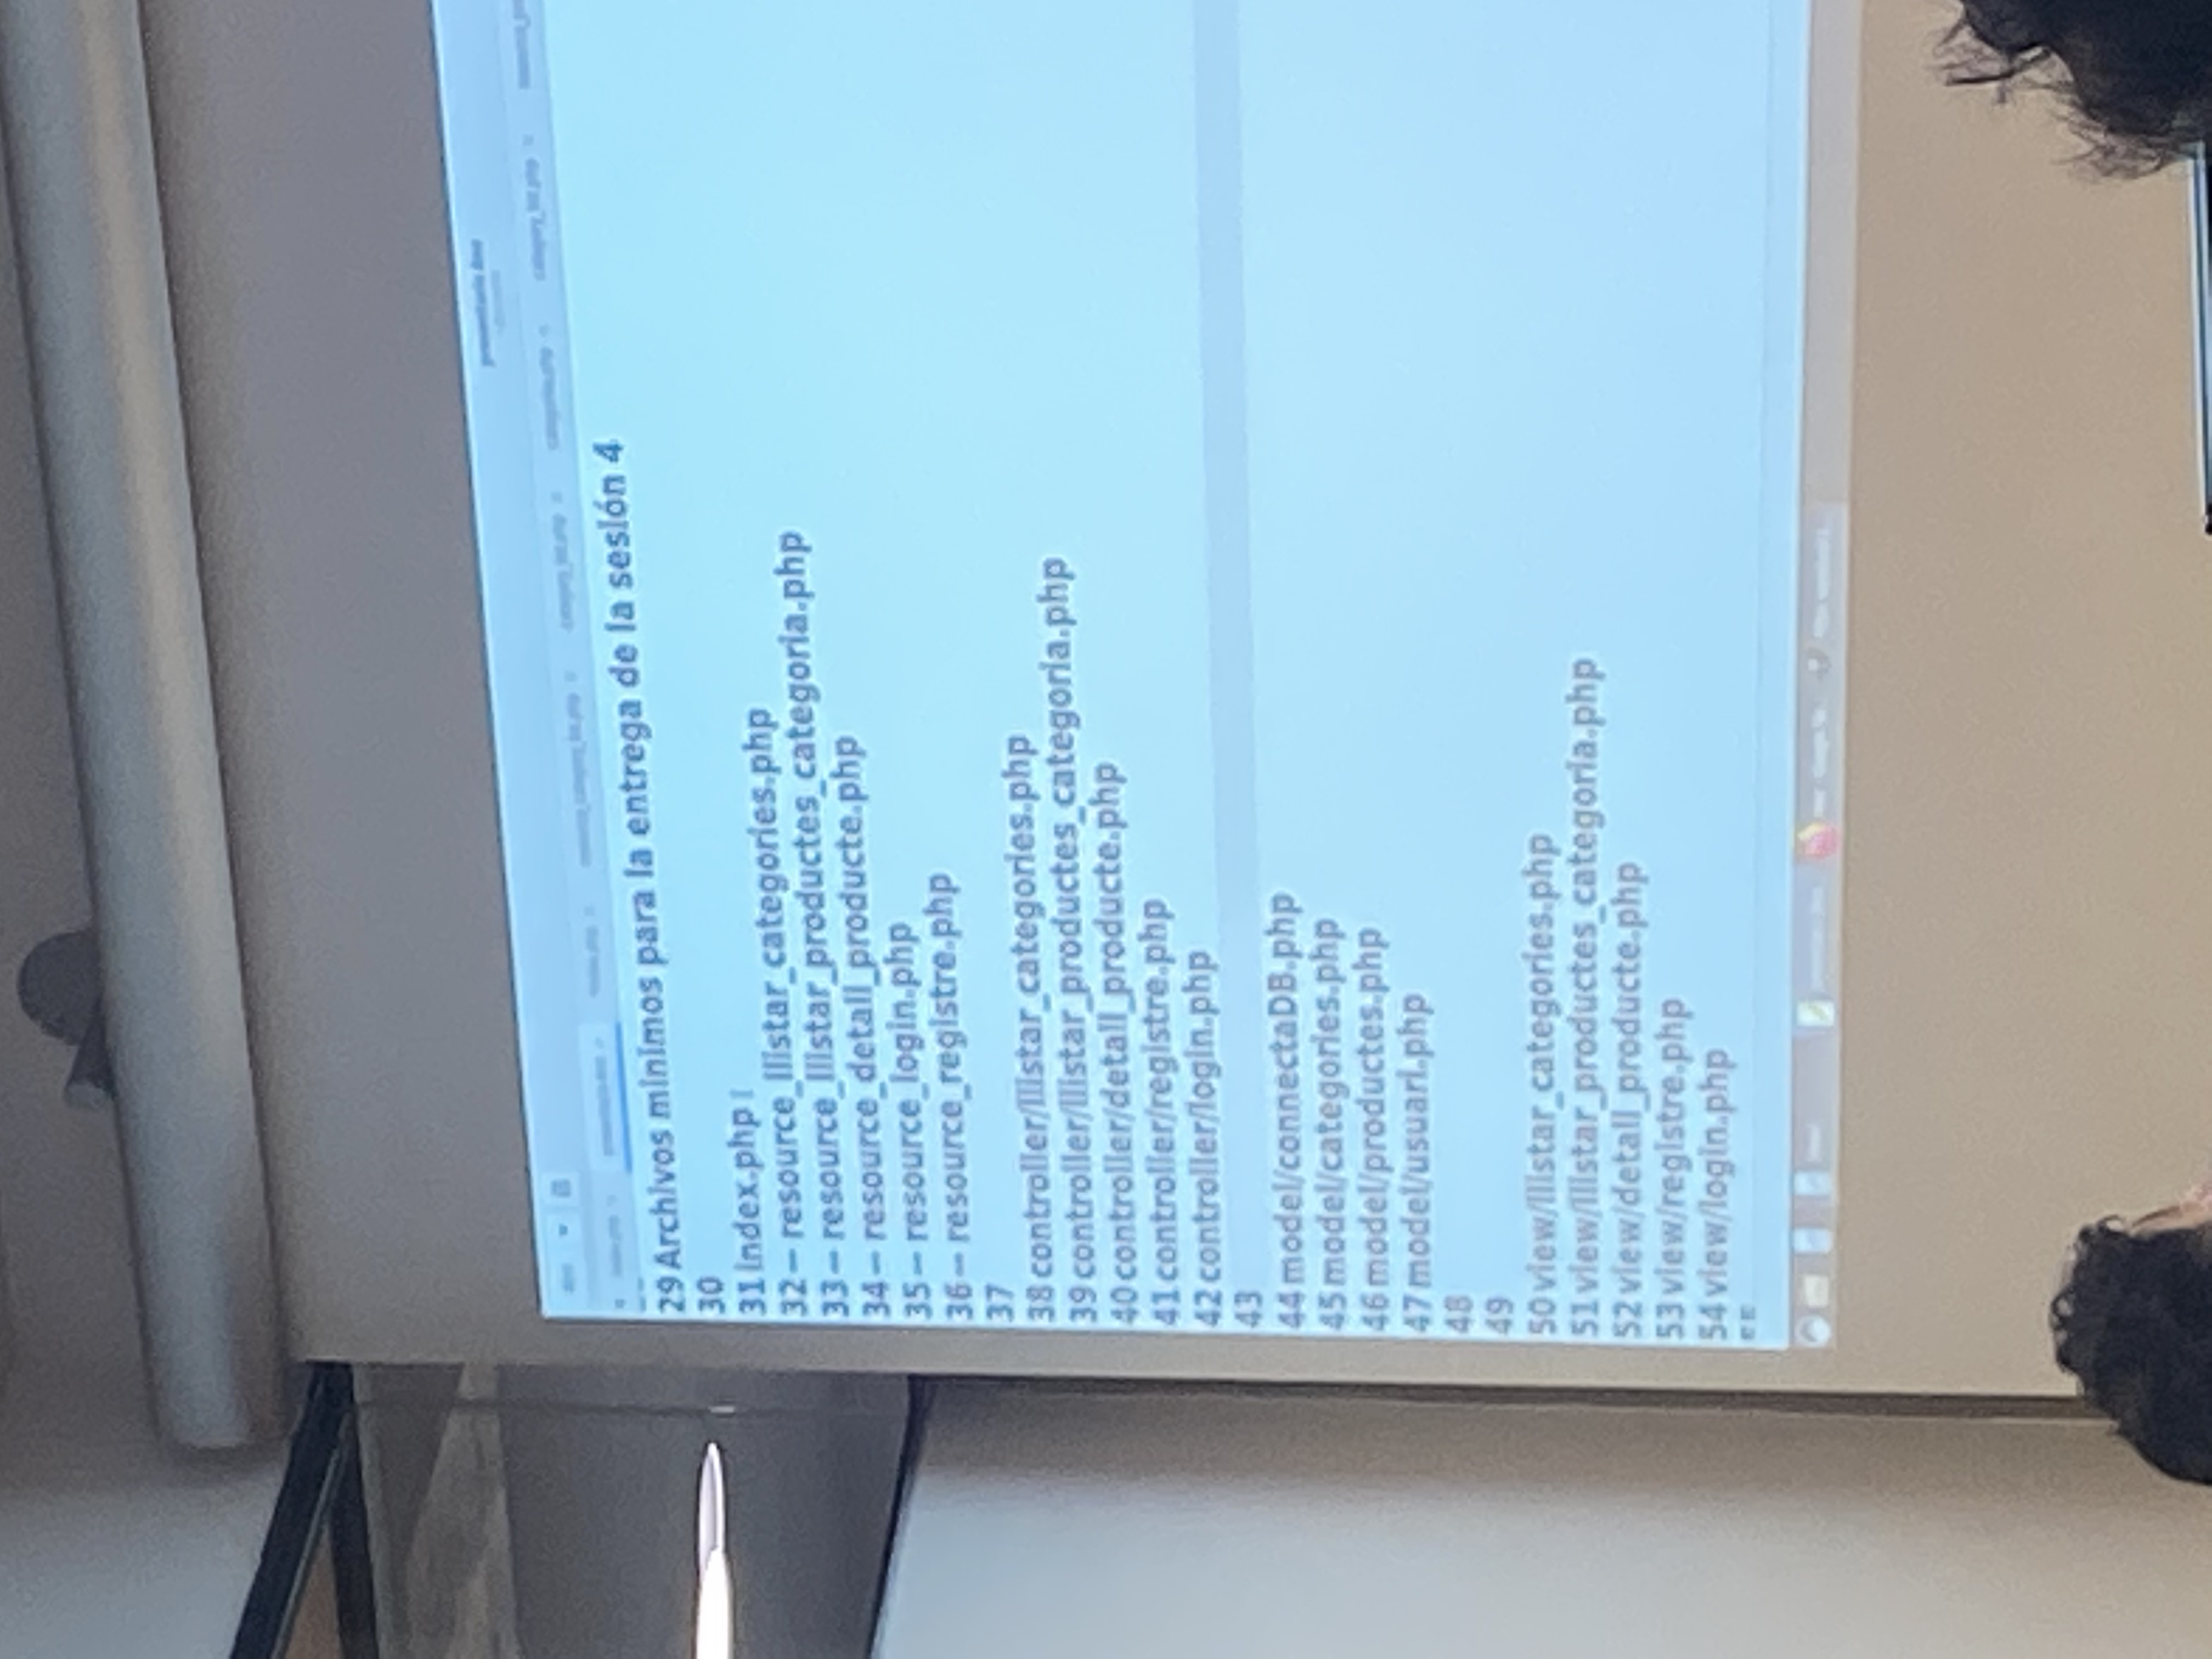 29 Archivos minimos para la entrega de la sesión 4
30
31 index.php
32 -- resource_llistar_categories.php
33 -- resource_llistar_productes_categoria.php
34 -- resource_detall_producte.php
35 -- resource_login.php
36 -- resource_registre.php
37
38 controller/llistar_categories.php
39 controller/llistar_productes_categoria.php
40 controller/detall_producte.php
41 controller/registre.php
42 controller/login.php
43
44 model/connectaDB.php
45 model/categories.php
46 model/productes.php
47 model/usuari.php
48
49
50 view/llistar_categories.php
51 view/llistar_productes_categoria.php
52 view/detall_producte.php
53 view/registre.php
54 view/login.php